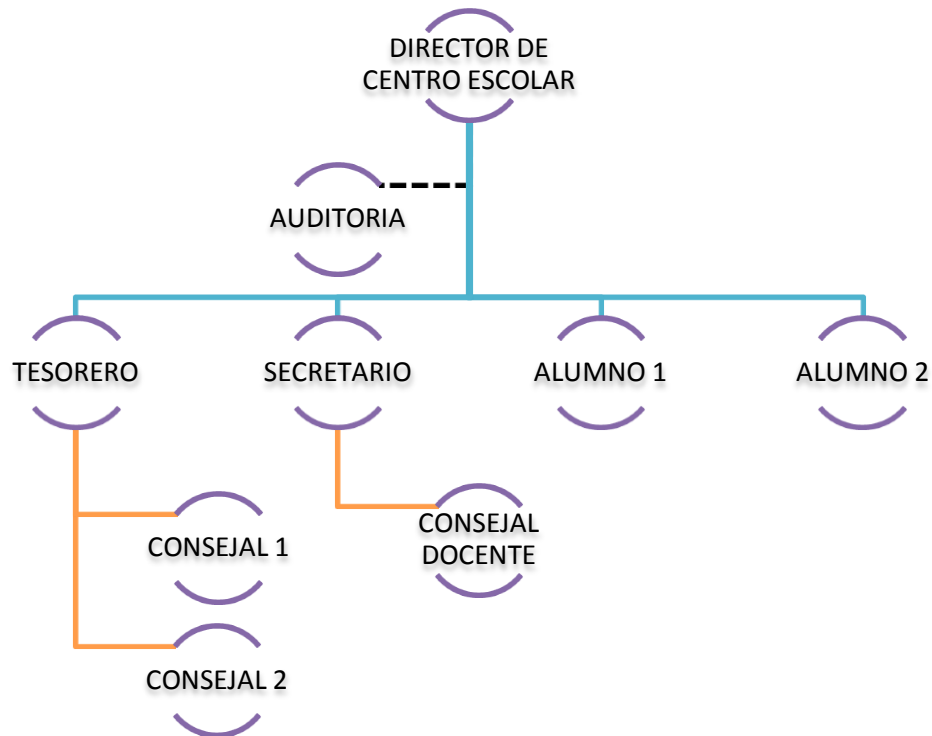 DIRECTOR DE
CENTRO ESCOLAR
AUDITORIA
TESORERO
SECRETARIO
ALUMNO 1
ALUMNO 2
CONSEJAL 1
CONSEJAL
DOCENTE
CONSEJAL 2